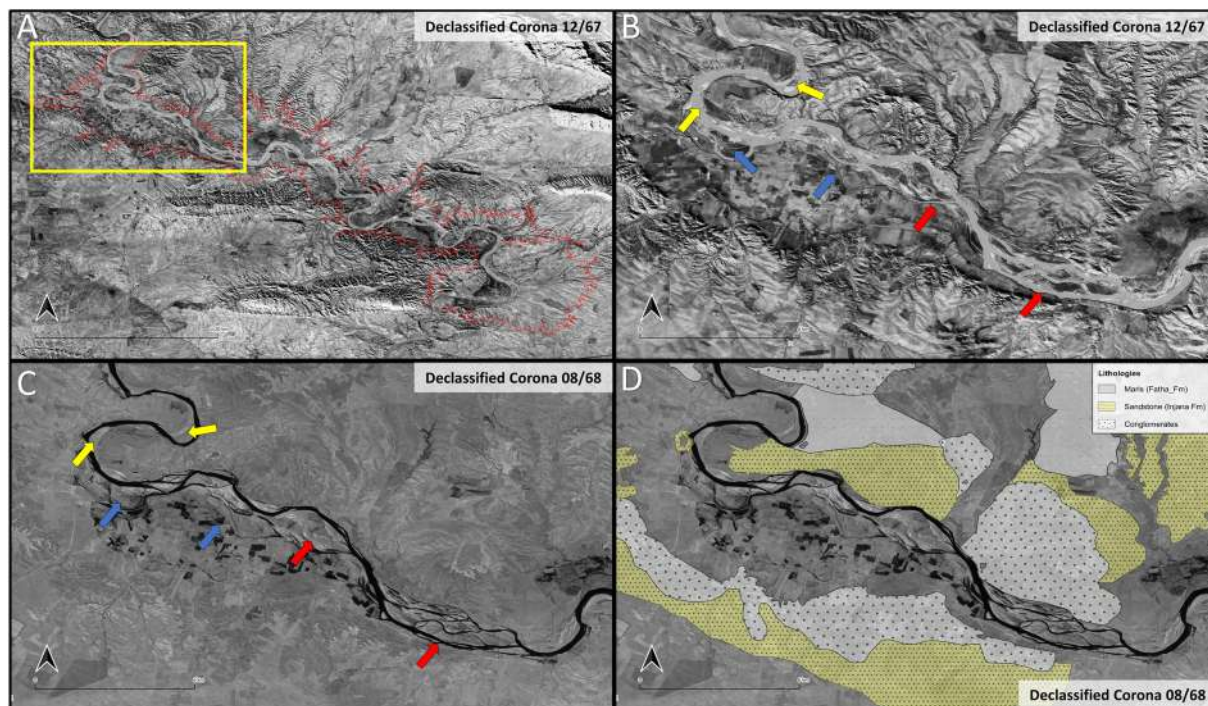 A
Declassified Corona 12/67
B
Declassified Corona 12/67
C
Declassified Corona 08/68
D
Lithologies
Marls (Fatha_Fm)
Sandstone (Injana Fm)
Conglomerates
Declassified Corona 08/68